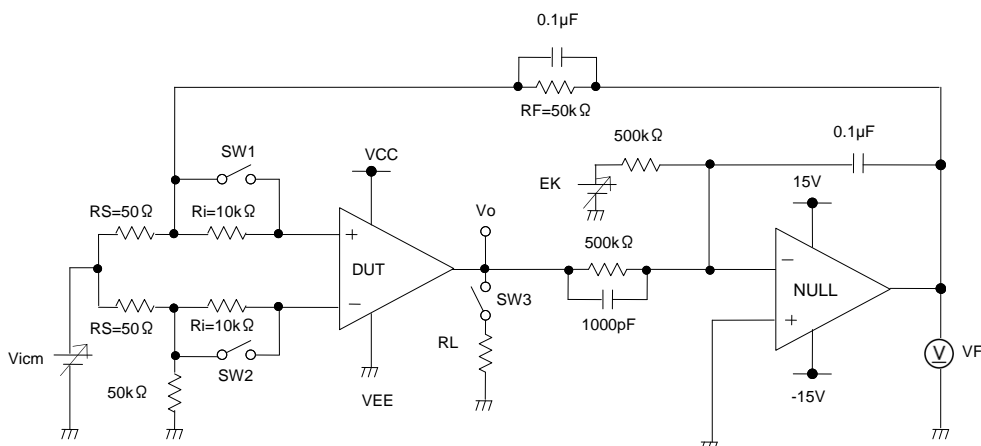 0.1µF
RF=50kΩ
500kΩ
0.1µF
SW1
VCC
EK
15V
RS=50Ω
Ri=10kΩ
Vo
500kΩ
+
DUT
−
−
NULL
+
SW3
1000pF
RS=50Ω
Ri=10kΩ
RL
V
VF
Vicm
SW2
50kΩ
VEE
-15V